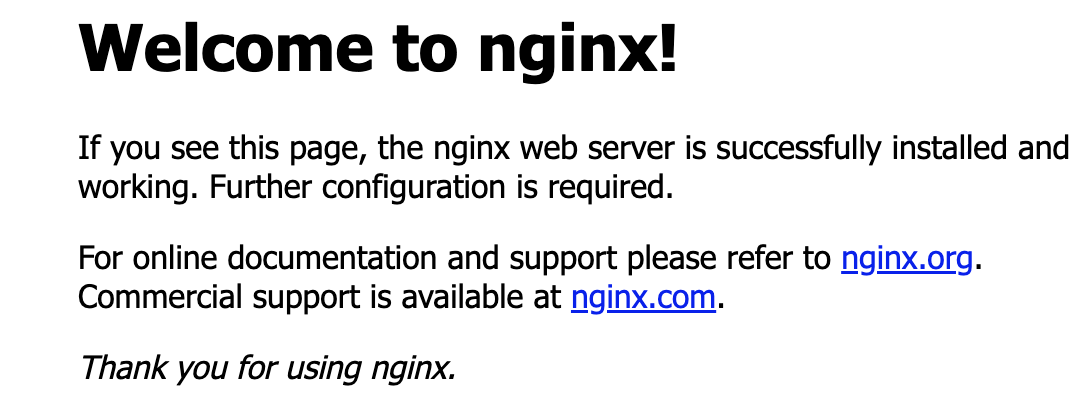 Welcome to nginx!
If you see this page, the nginx web server is successfully installed and
working. Further configuration is required.
For online documentation and support please refer to nginx.org.
Commercial support is available at nginx.com.
Thank you for using nginx.